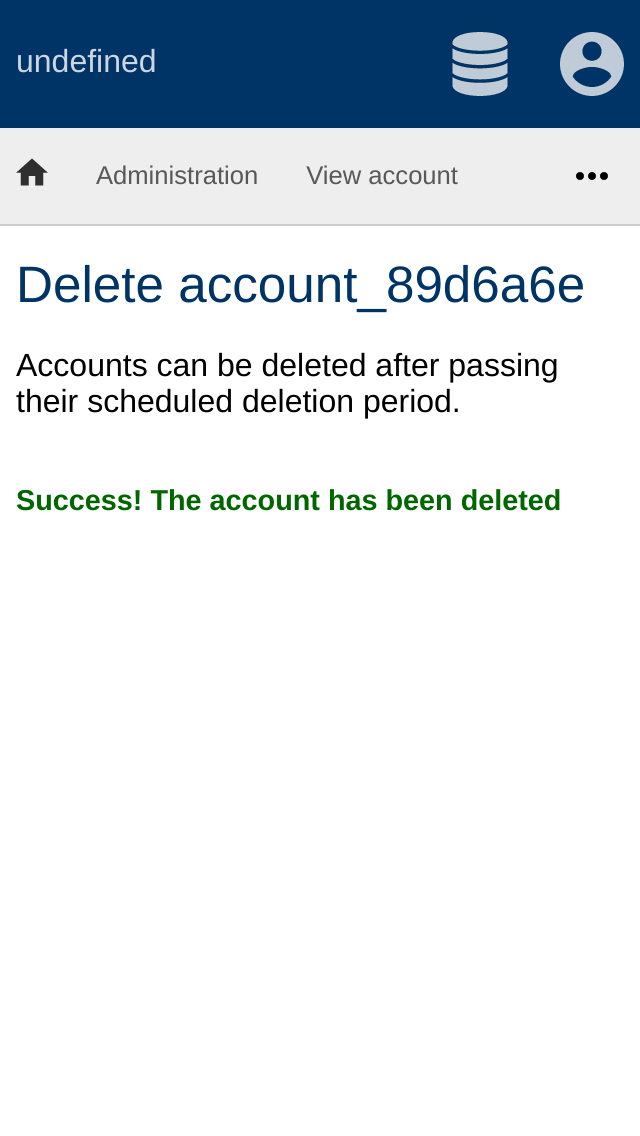 undefined
Administration View account
Delete account_89d6a6e
Accounts can be deleted after passing
their scheduled deletion period.
Success! The account has been deleted